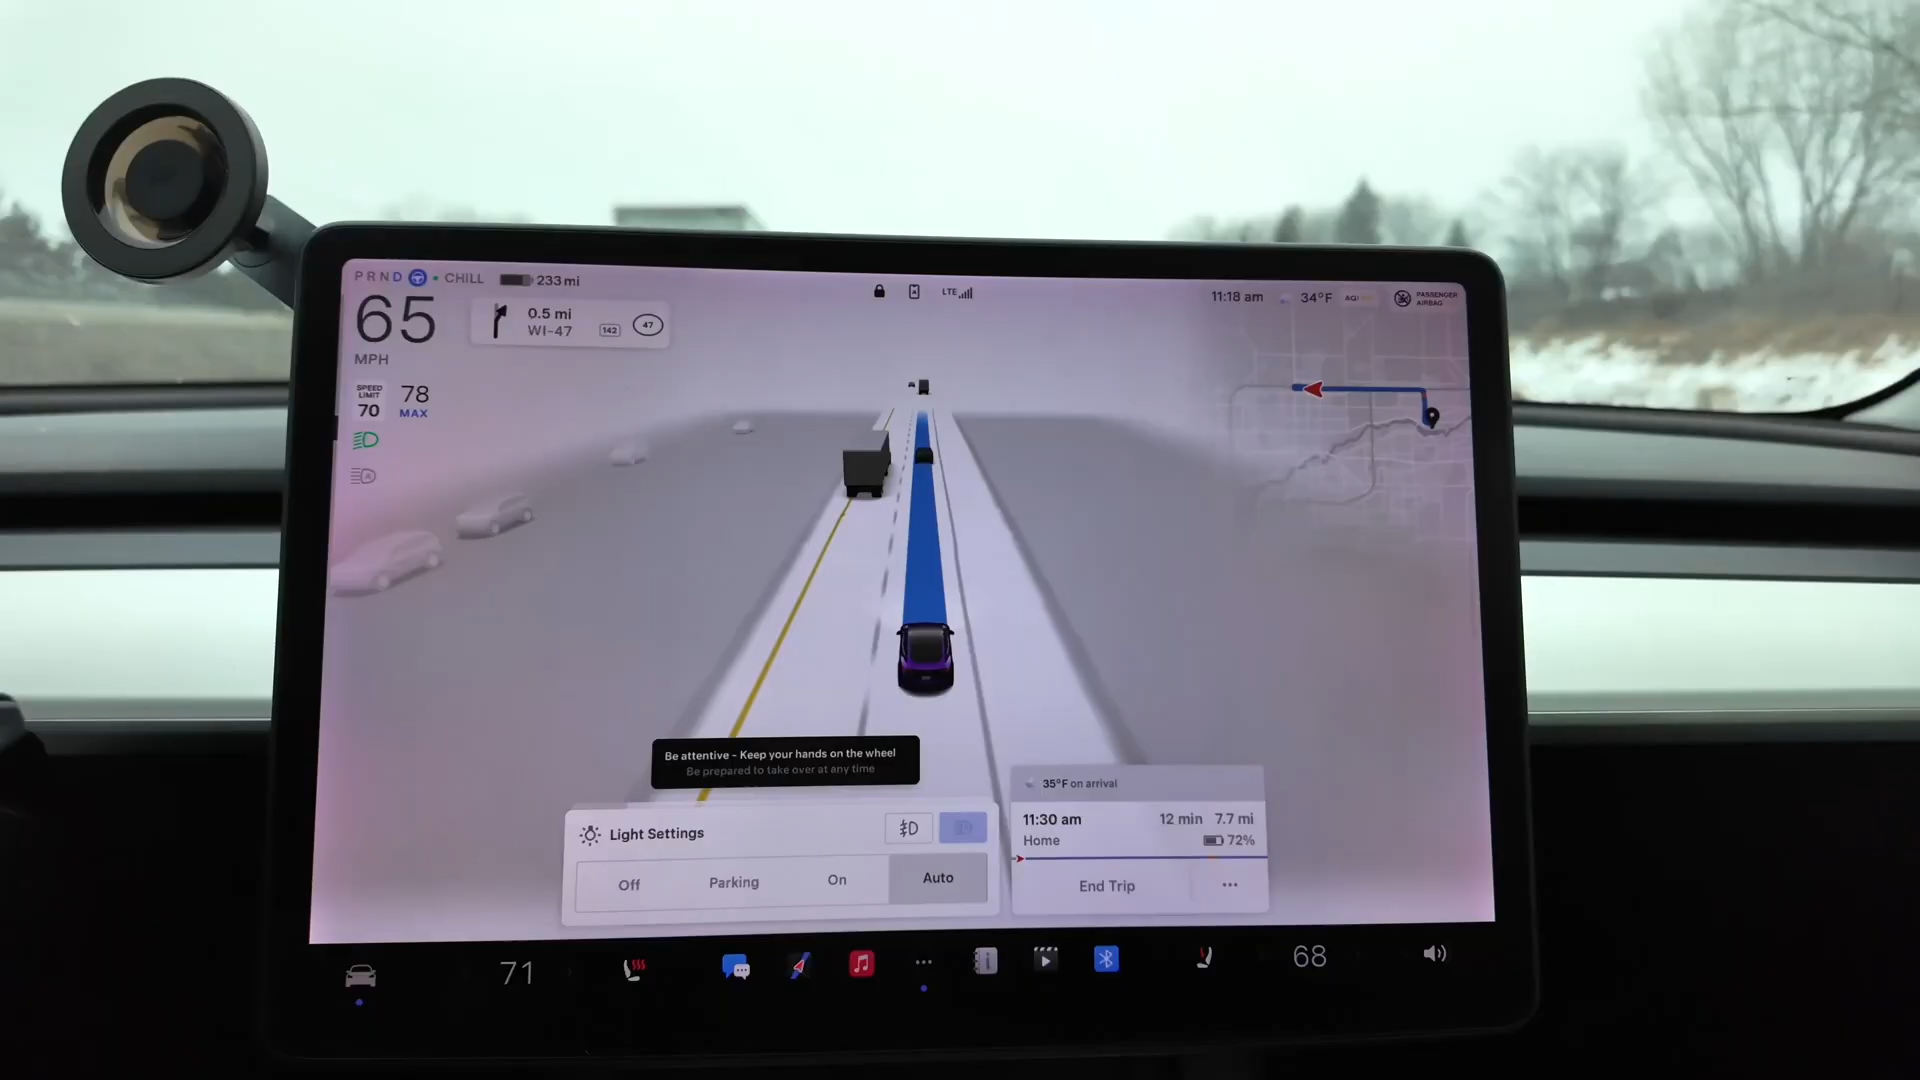 PRND CHILL 233 mi
65
MPH
0.5 mi
WI-47 142 47
SPEED LIMIT 70
78 MAX
LTE
11:18 am 34°F AQI
PASSENGER
AIRBAG
Be attentive - Keep your hands on the wheel
Be prepared to take over at any time
Light Settings
Off Parking On Auto
35°F on arrival
11:30 am 12 min 7.7 mi
Home 72%
End Trip ...
71 68